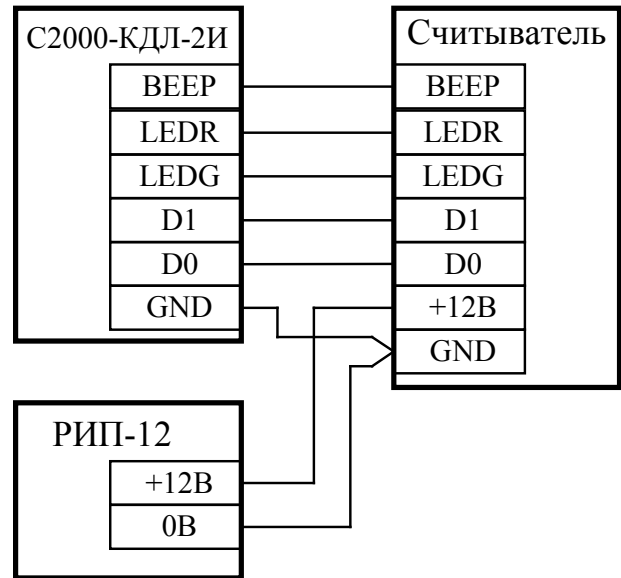 С2000-КДЛ-2И
BEEP
LEDR
LEDG
D1
D0
GND
Считыватель
BEEP
LEDR
LEDG
D1
D0
+12В
GND
РИП-12
+12В
0В